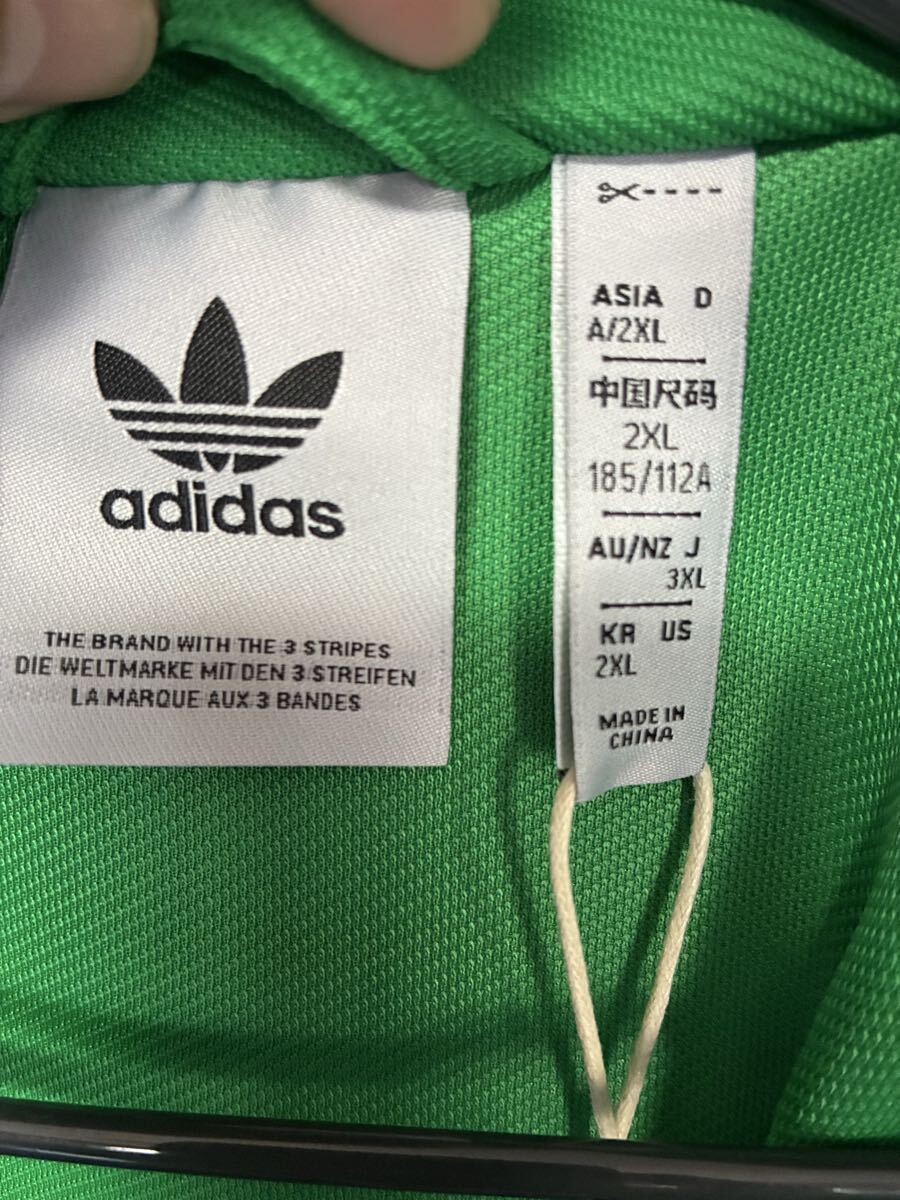 adidas
THE BRAND WITH THE 3 STRIPES
DIE WELTMARKE MIT DEN 3 STREIFEN
LA MARQUE AUX 3 BANDES
ASIA D
A/2XL
中国尺码
2XL
185/112A
AU/NZ J
3XL
KR US
2XL
MADE IN
CHINA